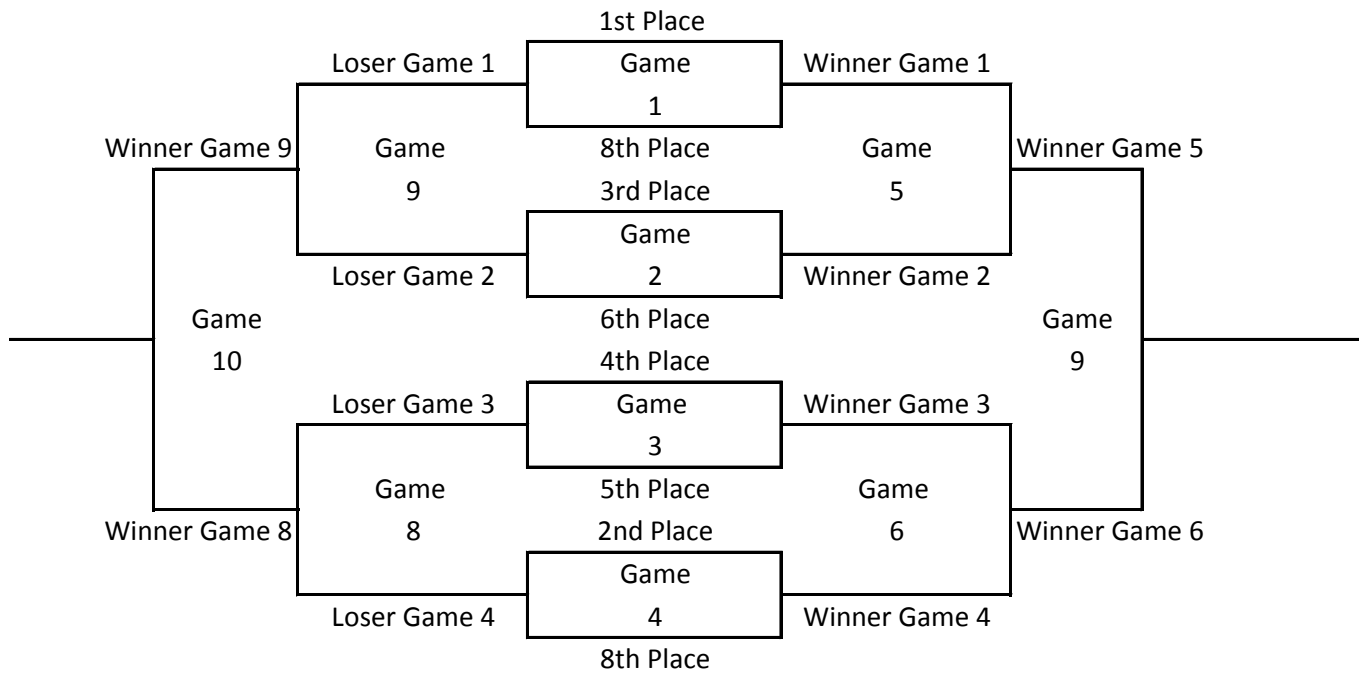 1st Place
Loser Game 1 Game Winner Game 1
1
Winner Game 9 Game 8th Place Game Winner Game 5
9 3rd Place 5
Game
Loser Game 2 2 Winner Game 2
Game 6th Place Game
10 4th Place 9
Loser Game 3 Game Winner Game 3
3
Game 5th Place Game
Winner Game 8 8 2nd Place 6 Winner Game 6
Game
Loser Game 4 4 Winner Game 4
8th Place